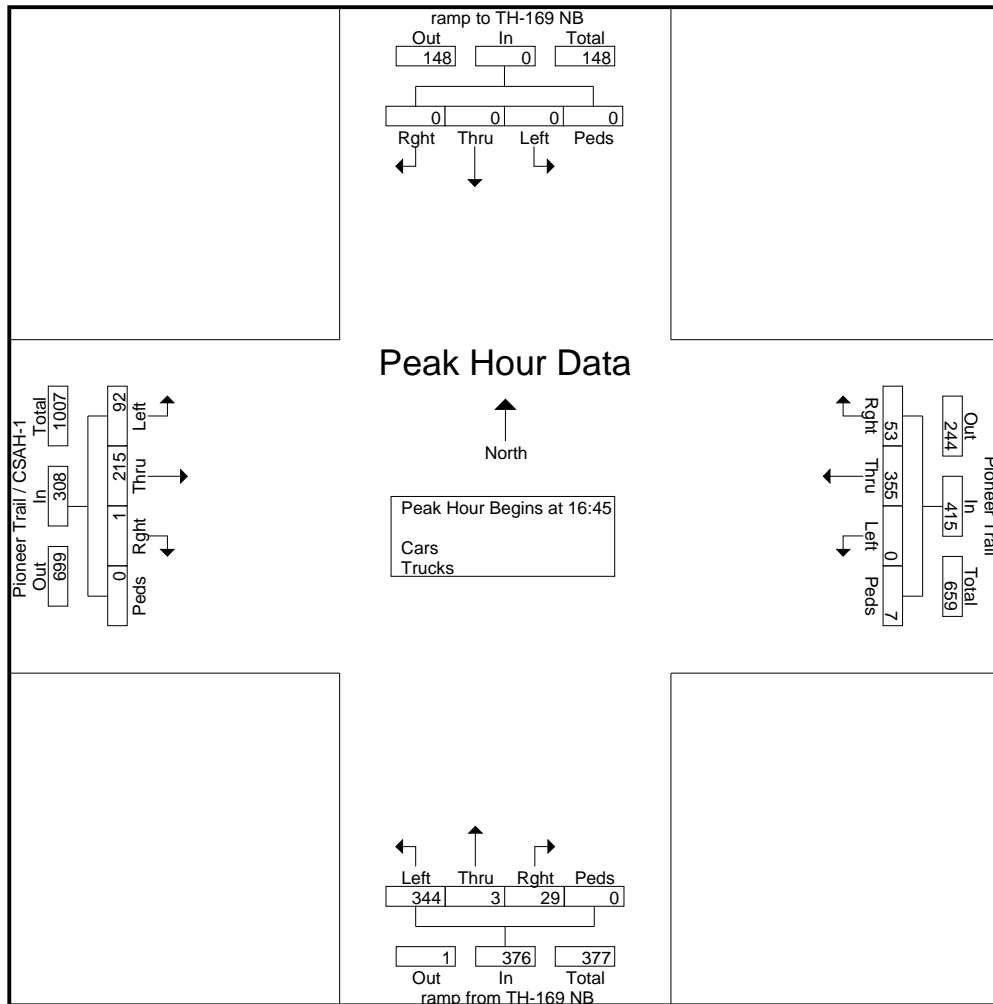 ramp to TH-169 NB
Out In Total
148 0 148
0 0 0 0
Rght Thru Left Peds
Peak Hour Data
North
Peak Hour Begins at 16:45
Cars
Trucks
Pioneer Trail / CSAH-1
Out In Total
699 308 1007
0 1 215 92
Peds Rght Thru Left
Pioneer Trail
Out In Total
244 415 659
53 355 0 7
Rght Thru Left Peds
Left Thru Rght Peds
344 3 29 0
1 376 377
Out In Total
ramp from TH-169 NB